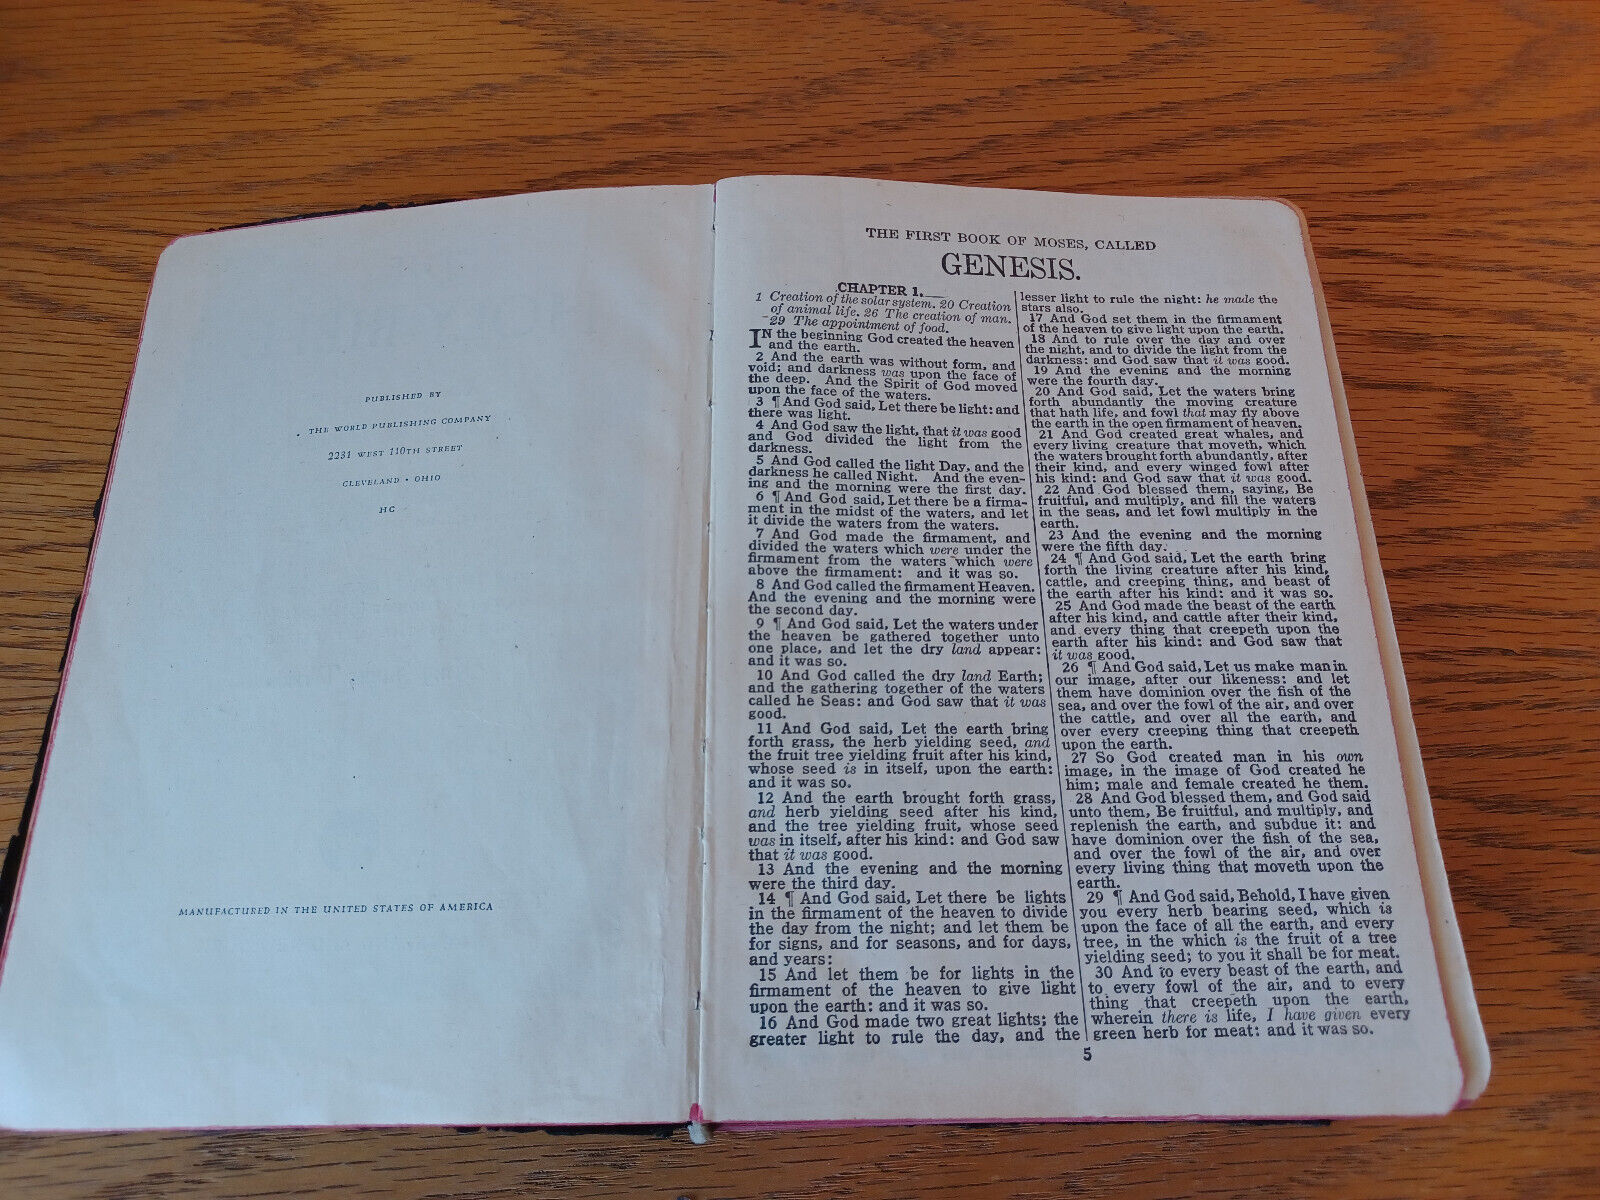 PUBLISHED BY
THE WORLD PUBLISHING COMPANY
2231 WEST 110TH STREET
CLEVELAND • OHIO
HC
MANUFACTURED IN THE UNITED STATES OF AMERICA
THE FIRST BOOK OF MOSES, CALLED
GENESIS.
CHAPTER 1.
1 Creation of the solar system. 20 Creation
of animal life. 26 The creation of man.
29 The appointment of food.
IN the beginning God created the heaven
and the earth.
2 And the earth was without form, and
void; and darkness was upon the face of
the deep. And the Spirit of God moved
upon the face of the waters.
3 ¶ And God said, Let there be light: and
there was light.
4 And God saw the light, that it was good
and God divided the light from the
darkness.
5 And God called the light Day, and the
darkness he called Night. And the even-
ing and the morning were the first day.
6 ¶ And God said, Let there be a firma-
ment in the midst of the waters, and let
it divide the waters from the waters.
7 And God made the firmament, and
divided the waters which were under the
firmament from the waters which were
above the firmament: and it was so.
8 And God called the firmament Heaven.
And the evening and the morning were
the second day.
9 ¶ And God said, Let the waters under
the heaven be gathered together unto
one place, and let the dry land appear:
and it was so.
10 And God called the dry land Earth;
and the gathering together of the waters
called he Seas: and God saw that it was
good.
11 And God said, Let the earth bring
forth grass, the herb yielding seed, and
the fruit tree yielding fruit after his kind,
whose seed is in itself, upon the earth:
and it was so.
12 And the earth brought forth grass,
and herb yielding seed after his kind,
and the tree yielding fruit, whose seed
was in itself, after his kind: and God saw
that it was good.
13 And the evening and the morning
were the third day.
14 ¶ And God said, Let there be lights
in the firmament of the heaven to divide
the day from the night; and let them be
for signs, and for seasons, and for days,
and years:
15 And let them be for lights in the
firmament of the heaven to give light
upon the earth: and it was so.
16 And God made two great lights; the
greater light to rule the day, and the
lesser light to rule the night: he made the
stars also.
17 And God set them in the firmament
of the heaven to give light upon the earth.
18 And to rule over the day and over
the night, and to divide the light from the
darkness: and God saw that it was good.
19 And the evening and the morning
were the fourth day.
20 And God said, Let the waters bring
forth abundantly the moving creature
that hath life, and fowl that may fly above
the earth in the open firmament of heaven.
21 And God created great whales, and
every living creature that moveth, which
the waters brought forth abundantly, after
their kind, and every winged fowl after
his kind: and God saw that it was good.
22 And God blessed them, saying, Be
fruitful, and multiply, and fill the waters
in the seas, and let fowl multiply in the
earth.
23 And the evening and the morning
were the fifth day.
24 ¶ And God said, Let the earth bring
forth the living creature after his kind,
cattle, and creeping thing, and beast of
the earth after his kind: and it was so.
25 And God made the beast of the earth
after his kind, and cattle after their kind,
and every thing that creepeth upon the
earth after his kind: and God saw that
it was good.
26 ¶ And God said, Let us make man in
our image, after our likeness: and let
them have dominion over the fish of the
sea, and over the fowl of the air, and over
the cattle, and over all the earth, and
over every creeping thing that creepeth
upon the earth.
27 So God created man in his own
image, in the image of God created he
him; male and female created he them.
28 And God blessed them, and God said
unto them, Be fruitful, and multiply, and
replenish the earth, and subdue it: and
have dominion over the fish of the sea,
and over the fowl of the air, and over
every living thing that moveth upon the
earth.
29 ¶ And God said, Behold, I have given
you every herb bearing seed, which is
upon the face of all the earth, and every
tree, in the which is the fruit of a tree
yielding seed; to you it shall be for meat.
30 And to every beast of the earth, and
to every fowl of the air, and to every
thing that creepeth upon the earth,
wherein there is life, I have given every
green herb for meat: and it was so.
5